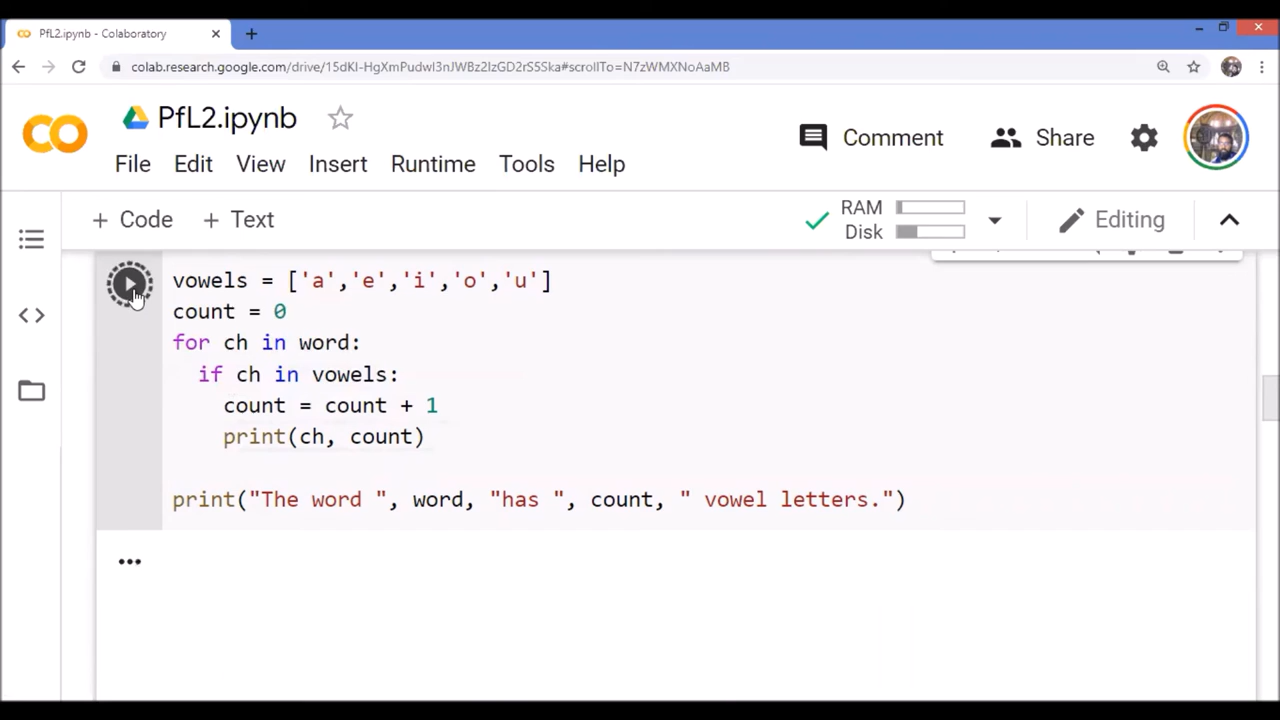 PfL2.ipynb - Colaboratory
colab.research.google.com/drive/15dKI-HgXmPudwI3nJWBz2IzGD2rS5Ska#scrollTo=N7zWMXNoAaMB
PfL2.ipynb
Comment
Share
File Edit View Insert Runtime Tools Help
+ Code + Text
RAM
Disk
Editing
vowels = ['a','e','i','o','u']
count = 0
for ch in word:
if ch in vowels:
count = count + 1
print(ch, count)
print("The word ", word, "has ", count, " vowel letters.")